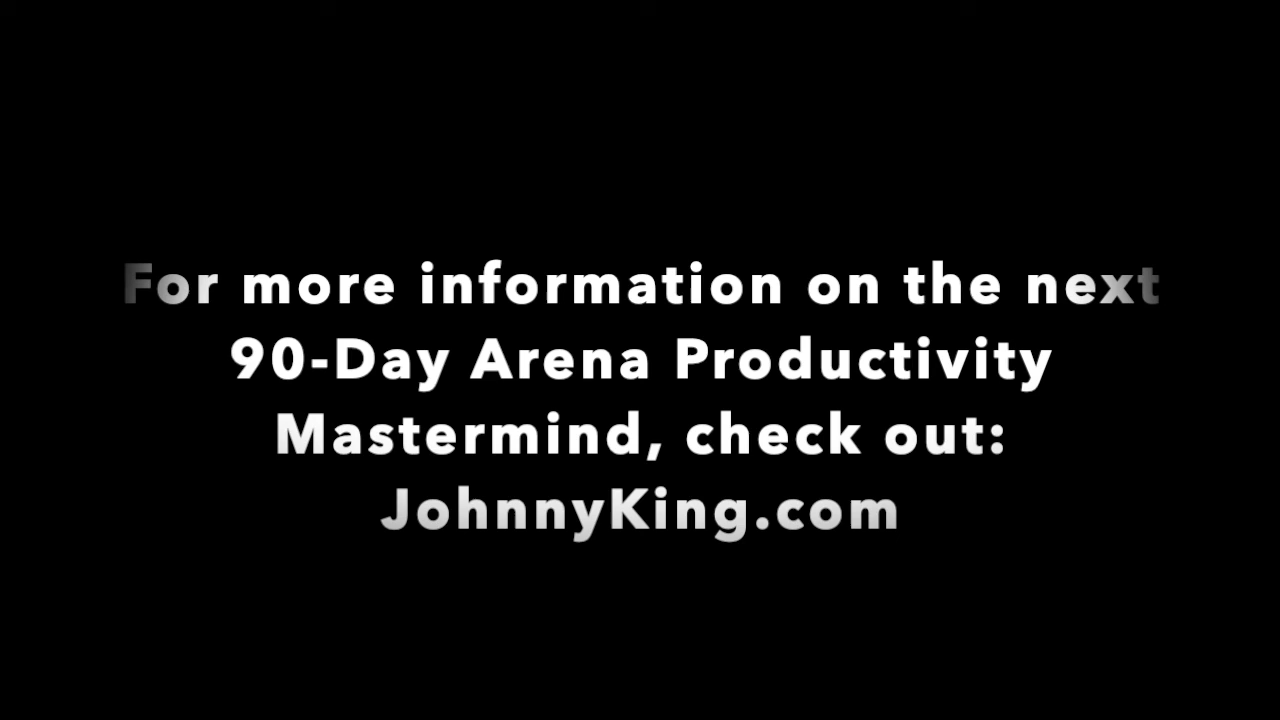 For more information on the next
90-Day Arena Productivity
Mastermind, check out:
JohnnyKing.com